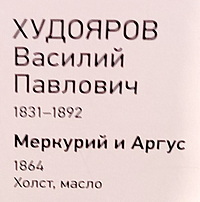 ХУДОЯРОВ
Василий
Павлович
1831–1892
Меркурий и Аргус
1864
Холст, масло